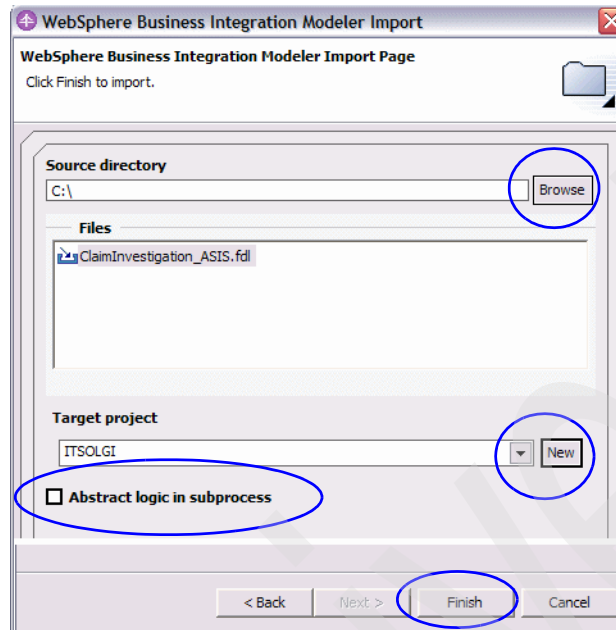 WebSphere Business Integration Modeler Import
WebSphere Business Integration Modeler Import Page
Click Finish to import.
Source directory
C:\
Browse
Files
ClaimInvestigation_ASIS.fdl
Target project
ITSOLGI
New
Abstract logic in subprocess
< Back
Next >
Finish
Cancel